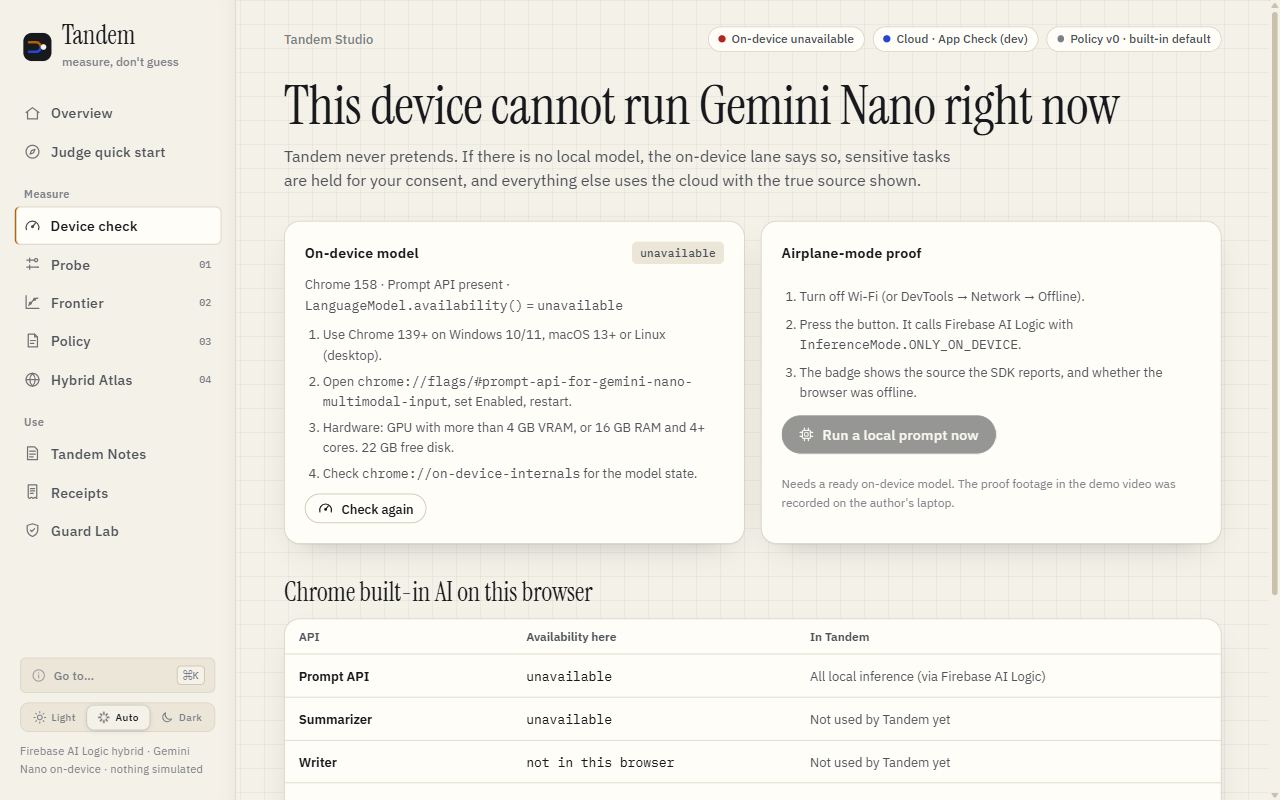 Tandem
measure, don't guess
Overview
Judge quick start
Measure
Device check
Probe 01
Frontier 02
Policy 03
Hybrid Atlas 04
Use
Tandem Notes
Receipts
Guard Lab
Go to... ⌘K
Light Auto Dark
Firebase AI Logic hybrid · Gemini
Nano on-device · nothing simulated
Tandem Studio
On-device unavailable
Cloud · App Check (dev)
Policy v0 · built-in default
This device cannot run Gemini Nano right now
Tandem never pretends. If there is no local model, the on-device lane says so, sensitive tasks
are held for your consent, and everything else uses the cloud with the true source shown.
On-device model unavailable
Chrome 158 · Prompt API present ·
LanguageModel.availability() = unavailable
1. Use Chrome 139+ on Windows 10/11, macOS 13+ or Linux
(desktop).
2. Open chrome://flags/#prompt-api-for-gemini-nano-
multimodal-input, set Enabled, restart.
3. Hardware: GPU with more than 4 GB VRAM, or 16 GB RAM and 4+
cores. 22 GB free disk.
4. Check chrome://on-device-internals for the model state.
Check again
Airplane-mode proof
1. Turn off Wi-Fi (or DevTools → Network → Offline).
2. Press the button. It calls Firebase AI Logic with
InferenceMode.ONLY_ON_DEVICE.
3. The badge shows the source the SDK reports, and whether the
browser was offline.
Run a local prompt now
Needs a ready on-device model. The proof footage in the demo video was
recorded on the author's laptop.
Chrome built-in AI on this browser
API Availability here In Tandem
Prompt API unavailable All local inference (via Firebase AI Logic)
Summarizer unavailable Not used by Tandem yet
Writer not in this browser Not used by Tandem yet